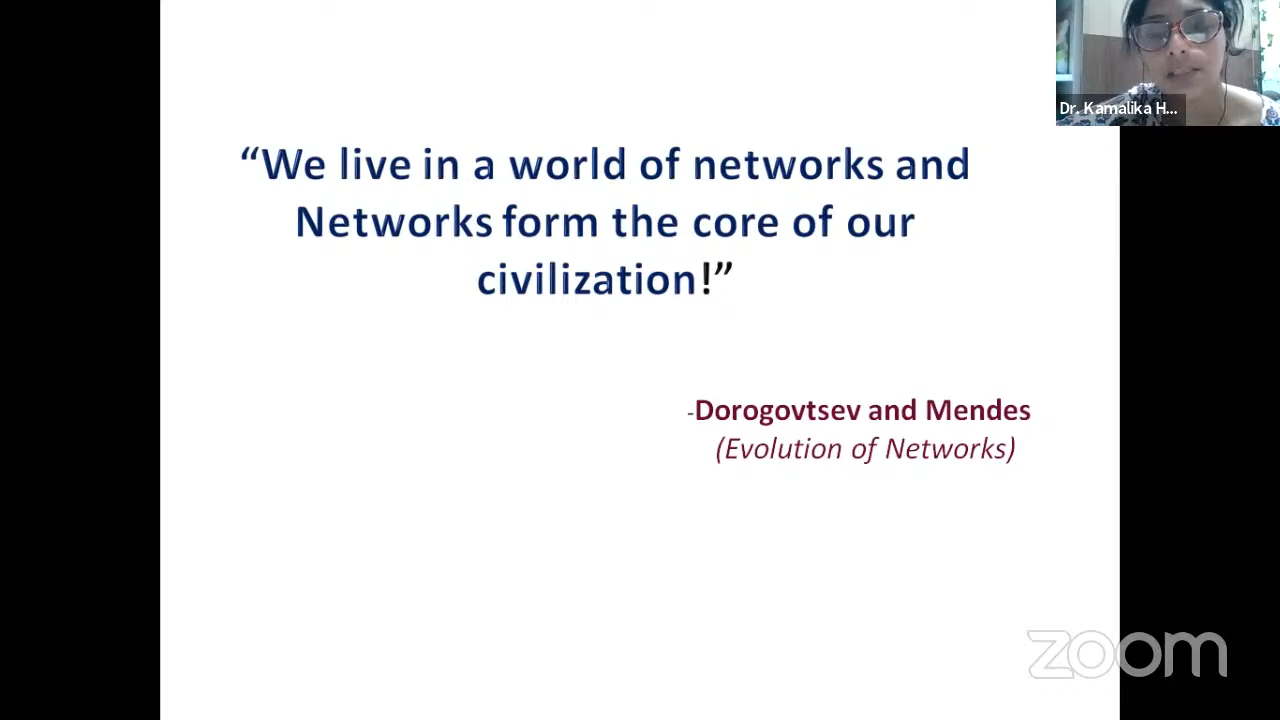 Dr. Kamalika H...
“We live in a world of networks and
Networks form the core of our
civilization!”
-Dorogovtsev and Mendes
(Evolution of Networks)
zoom